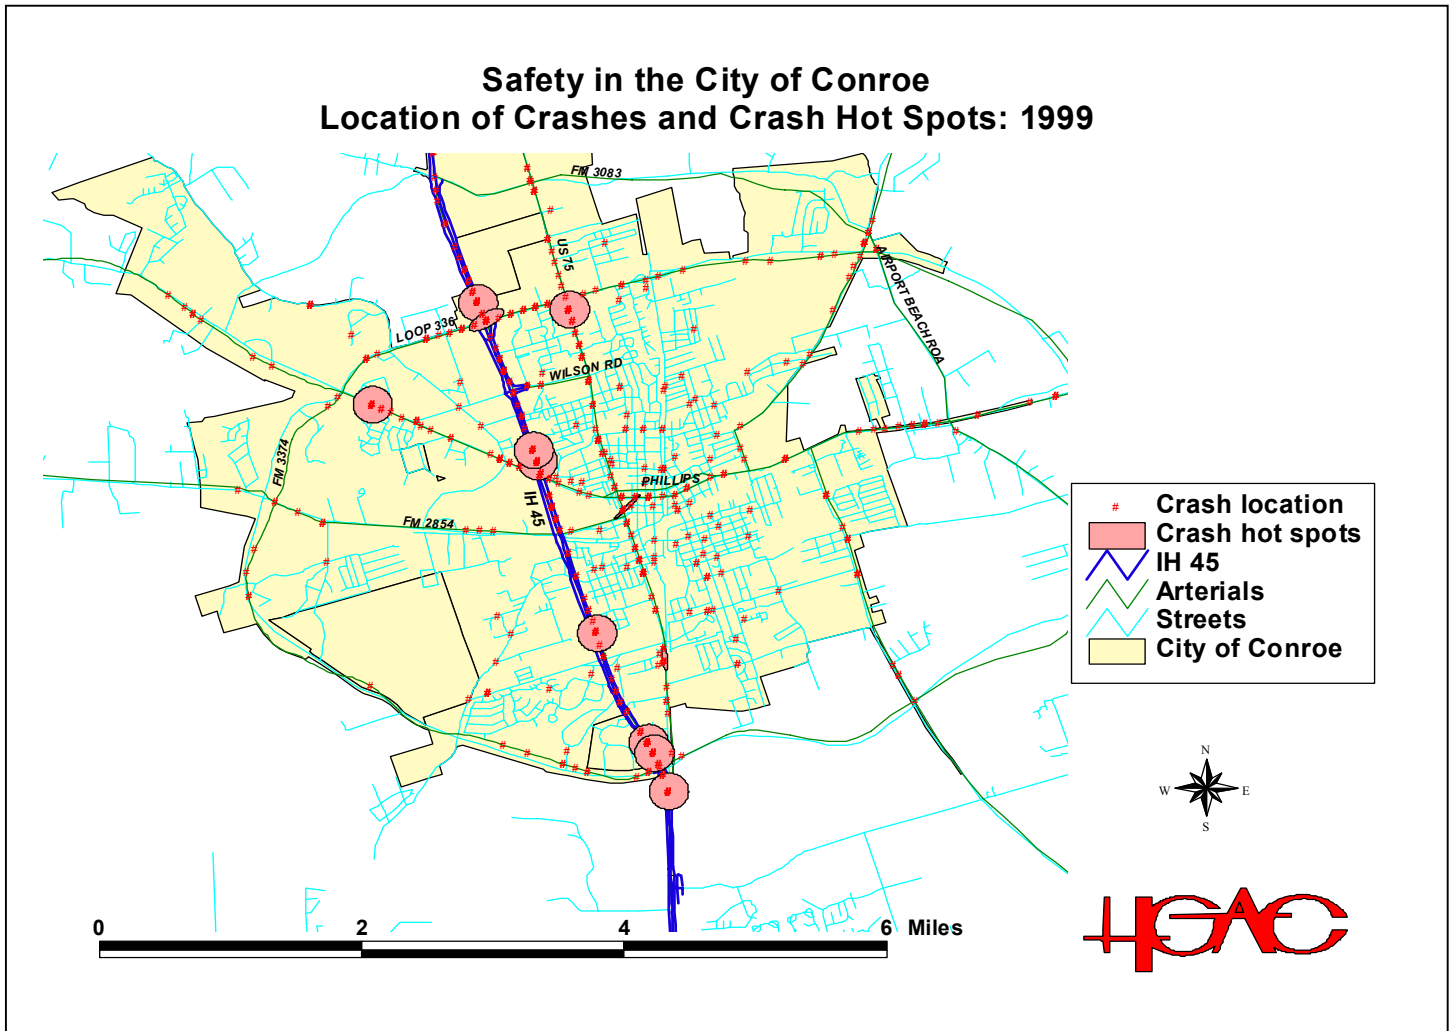 Safety in the City of Conroe
Location of Crashes and Crash Hot Spots: 1999
FM 3083
US 75
AIRPORT BEACH ROA
LOOP 336
WILSON RD
FM 3374
PHILLIPS
IH 45
FM 2854
# Crash location
Crash hot spots
IH 45
Arterials
Streets
City of Conroe
N
W E
S
0 2 4 6 Miles
HGAC